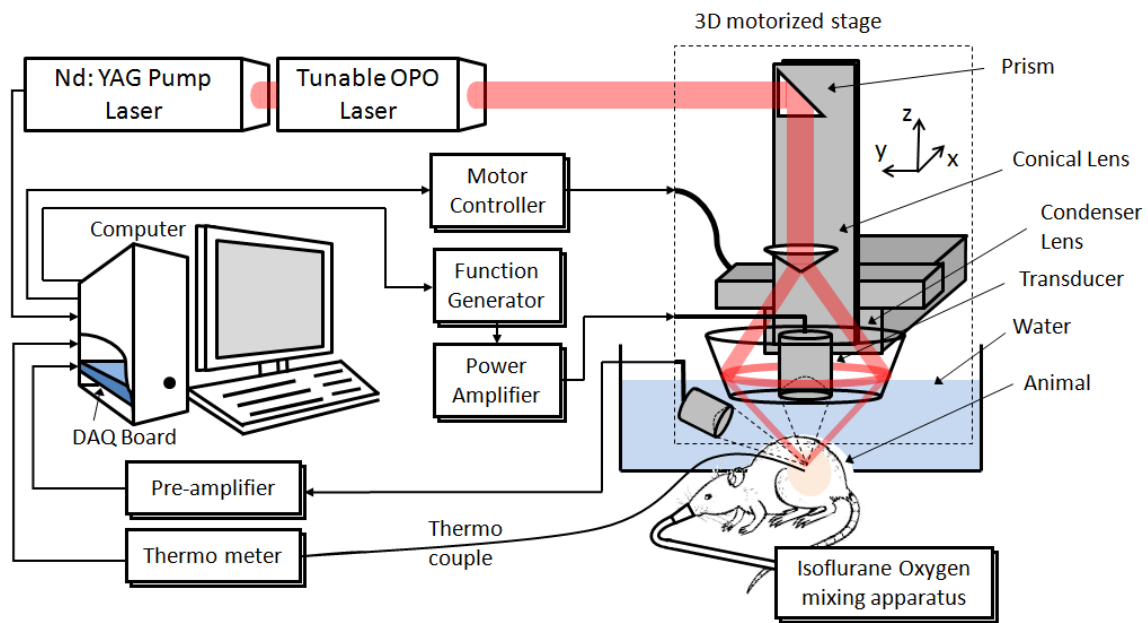 3D motorized stage
Nd: YAG Pump
Laser
Tunable OPO
Laser
Prism
z
y
x
Conical Lens
Motor
Controller
Computer
Condenser
Lens
Function
Generator
Transducer
Water
Power
Amplifier
Animal
DAQ Board
Pre-amplifier
Thermo
couple
Thermo meter
Isoflurane Oxygen
mixing apparatus